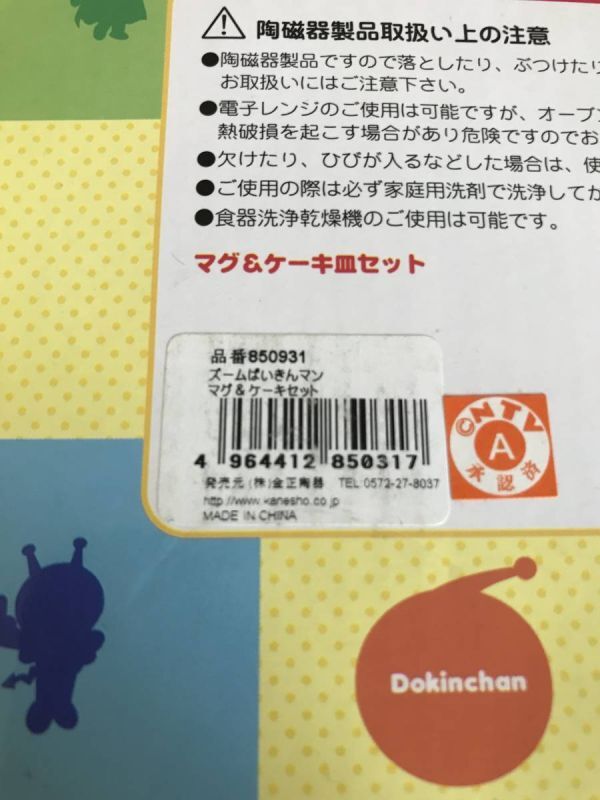 陶磁器製品取扱い上の注意
●陶磁器製品ですので落としたり、ぶつけたり
お取扱いにはご注意下さい。
●電子レンジのご使用は可能ですが、オーブ
熱破損を起こす場合があり危険ですのでお
●欠けたり、ひびが入るなどした場合は、使
●ご使用の際は必ず家庭用洗剤で洗浄してか
●食器洗浄乾燥機のご使用は可能です。
マグ&ケーキ皿セット
品番850931
ズームばいきんマン
マグ&ケーキセット
4 964412 850317
発売元 (株)金正陶器 TEL:0572-27-8037
http://www.kanesho.co.jp
MADE IN CHINA
©NTV
A
承認済
Dokinchan